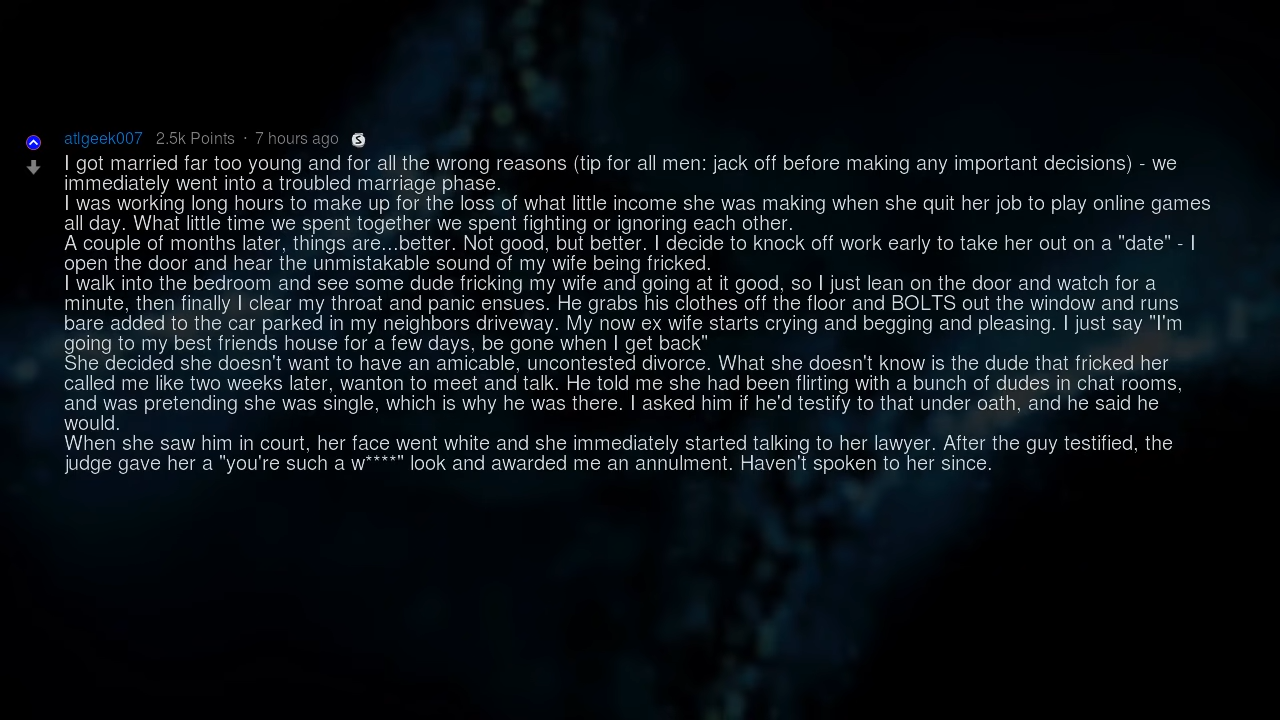 atlgeek007 2.5k Points · 7 hours ago S
I got married far too young and for all the wrong reasons (tip for all men: jack off before making any important decisions) - we
immediately went into a troubled marriage phase.
I was working long hours to make up for the loss of what little income she was making when she quit her job to play online games
all day. What little time we spent together we spent fighting or ignoring each other.
A couple of months later, things are...better. Not good, but better. I decide to knock off work early to take her out on a "date" - I
open the door and hear the unmistakable sound of my wife being fricked.
I walk into the bedroom and see some dude fricking my wife and going at it good, so I just lean on the door and watch for a
minute, then finally I clear my throat and panic ensues. He grabs his clothes off the floor and BOLTS out the window and runs
bare added to the car parked in my neighbors driveway. My now ex wife starts crying and begging and pleasing. I just say "I'm
going to my best friends house for a few days, be gone when I get back"
She decided she doesn't want to have an amicable, uncontested divorce. What she doesn't know is the dude that fricked her
called me like two weeks later, wanton to meet and talk. He told me she had been flirting with a bunch of dudes in chat rooms,
and was pretending she was single, which is why he was there. I asked him if he'd testify to that under oath, and he said he
would.
When she saw him in court, her face went white and she immediately started talking to her lawyer. After the guy testified, the
judge gave her a "you're such a w****" look and awarded me an annulment. Haven't spoken to her since.